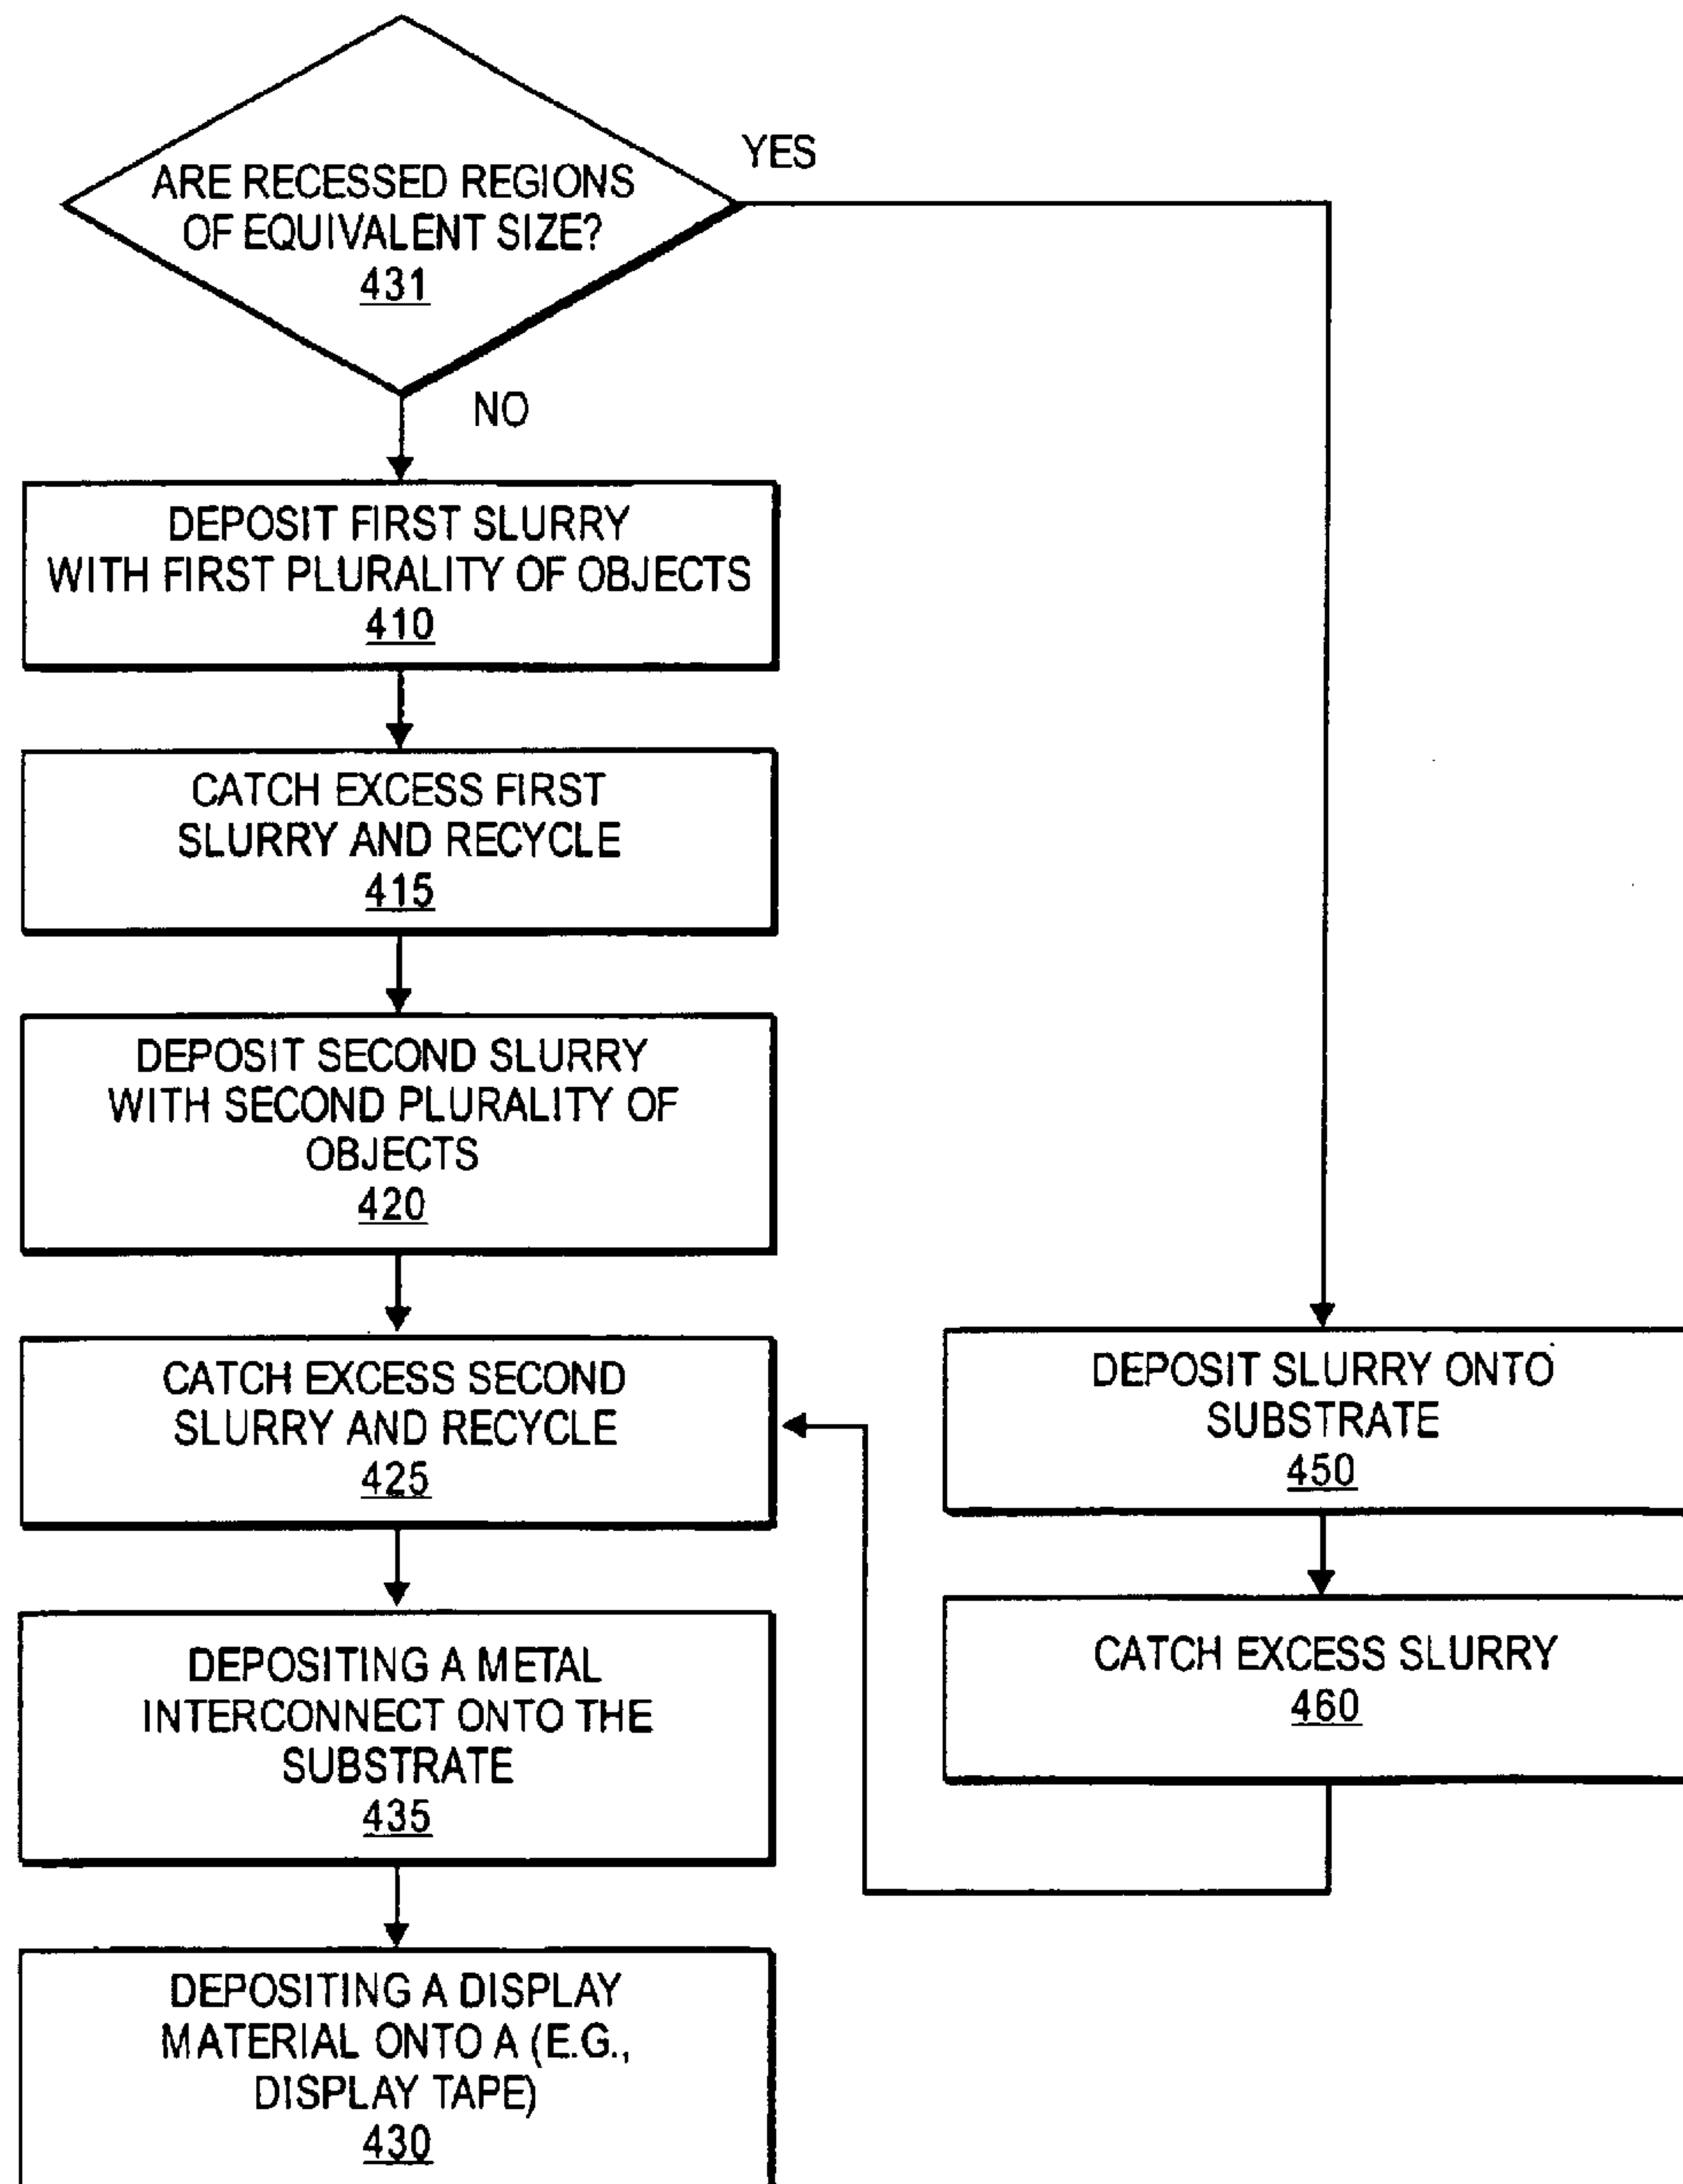 ARE RECESSED REGIONS
OF EQUIVALENT SIZE?
431
YES
NO
DEPOSIT FIRST SLURRY
WITH FIRST PLURALITY OF OBJECTS
410
CATCH EXCESS FIRST
SLURRY AND RECYCLE
415
DEPOSIT SECOND SLURRY
WITH SECOND PLURALITY OF
OBJECTS
420
CATCH EXCESS SECOND
SLURRY AND RECYCLE
425
DEPOSITING A METAL
INTERCONNECT ONTO THE
SUBSTRATE
435
DEPOSITING A DISPLAY
MATERIAL ONTO A (E.G.,
DISPLAY TAPE)
430
DEPOSIT SLURRY ONTO
SUBSTRATE
450
CATCH EXCESS SLURRY
460